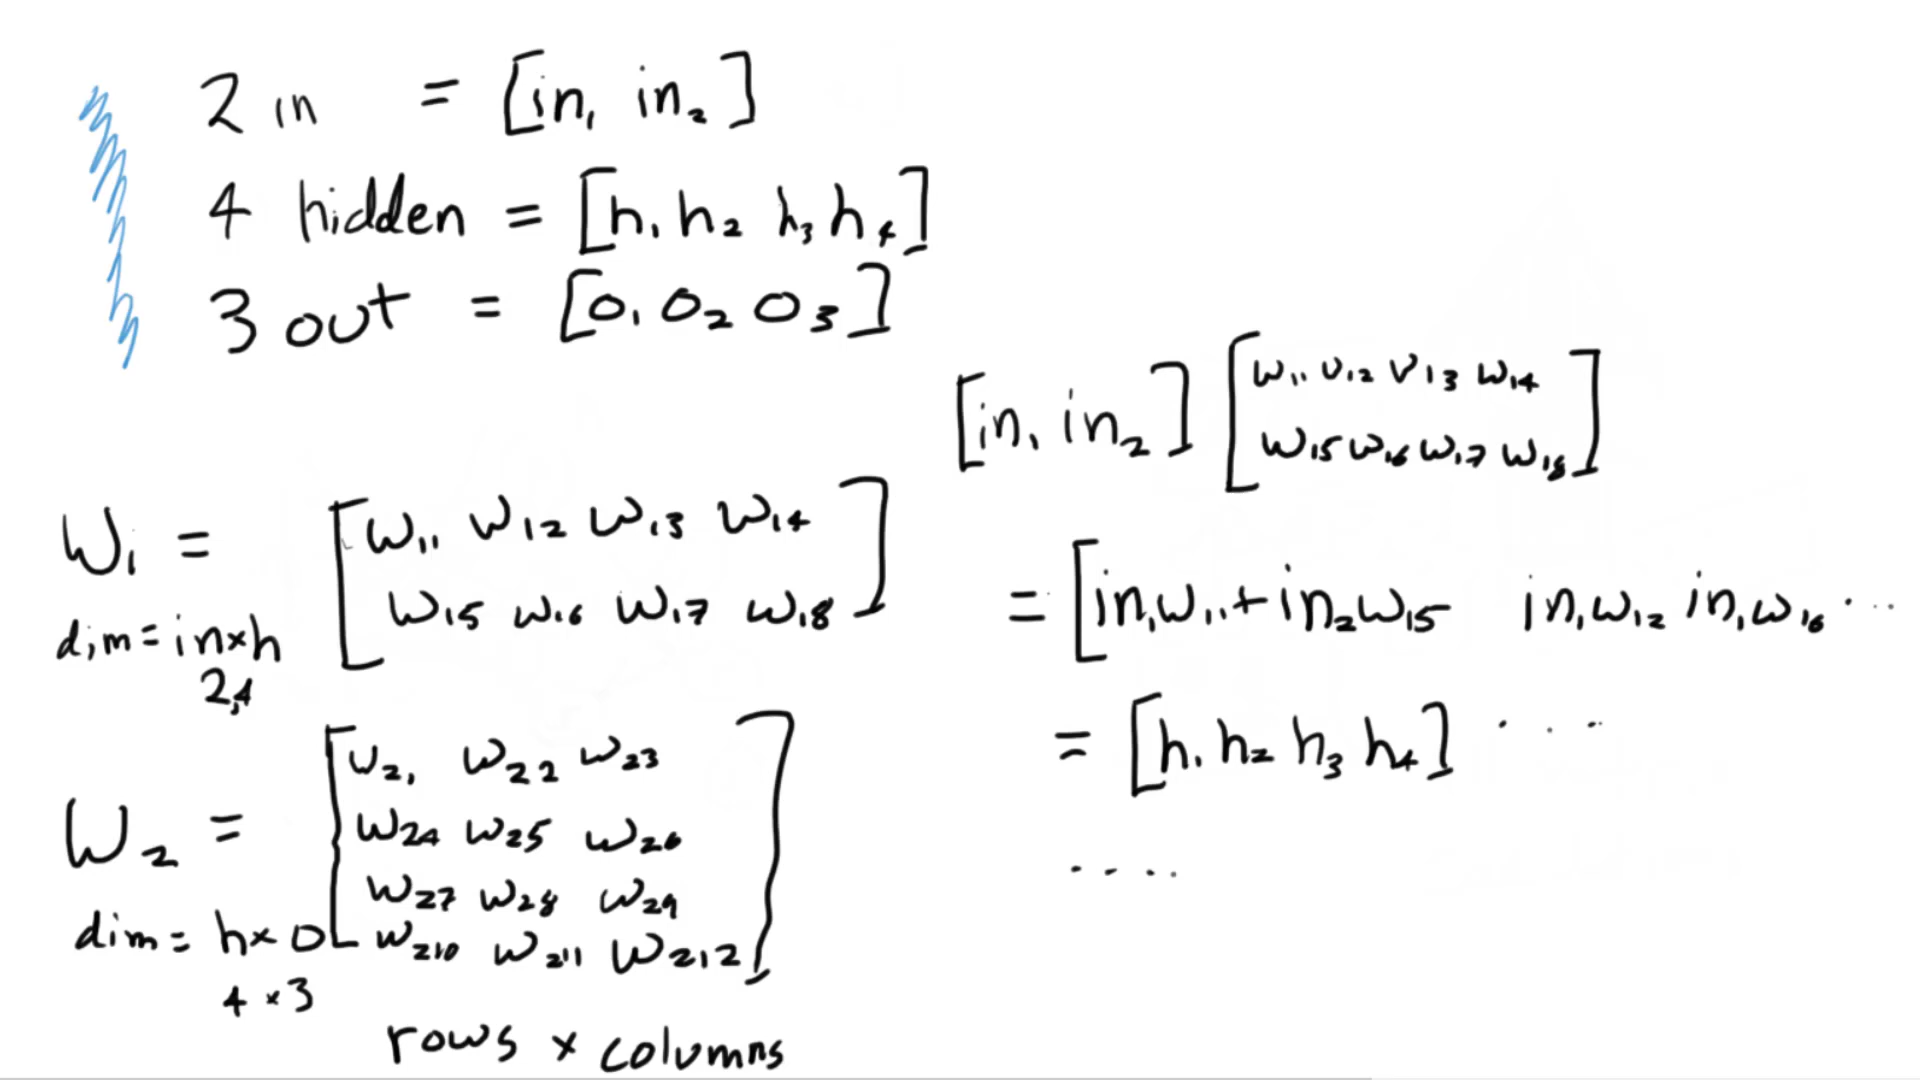 2 in = [in₁ in₂]
4 hidden = [h₁ h₂ h₃ h₄]
3 out = [o₁ o₂ o₃]
[in₁ in₂] [w₁₁ w₁₂ w₁₃ w₁₄
w₁₅ w₁₆ w₁₇ w₁₈]
= [in₁w₁₁+in₂w₁₅ in₁w₁₂ in₁w₁₆ ...
= [h₁ h₂ h₃ h₄] ....
....
W₁ = [w₁₁ w₁₂ w₁₃ w₁₄
w₁₅ w₁₆ w₁₇ w₁₈]
dim = in×h
2,4
W₂ = [w₂₁ w₂₂ w₂₃
w₂₄ w₂₅ w₂₆
w₂₇ w₂₈ w₂₉
w₂₁₀ w₂₁₁ w₂₁₂]
dim = h×o
4×3
rows x columns